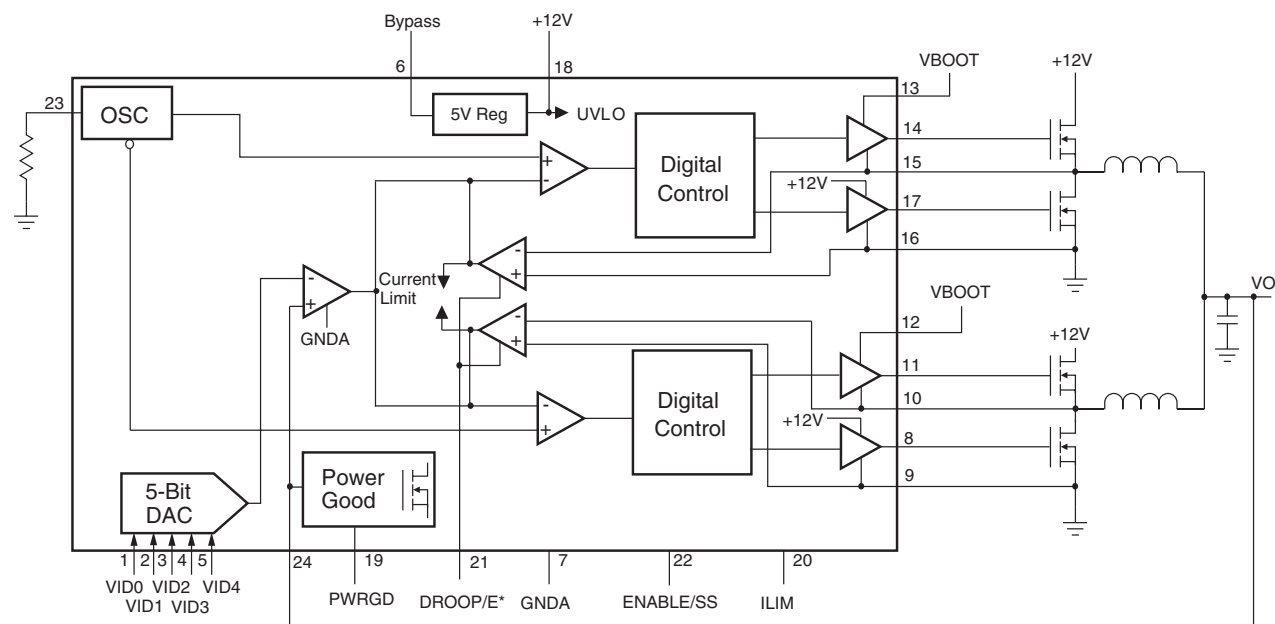 Bypass
+12V
6
18
VBOOT
+12V
13
23
OSC
5V Reg
UVLO
14
+
-
Digital
Control
15
+12V
17
16
-
+
Current
Limit
-
+
GNDA
VO
VBOOT
-
+
12
+12V
11
Digital
Control
-
+
10
+12V
8
9
5-Bit
DAC
Power
Good
1 2 3 4 5
24
19
21
7
22
20
VID0 VID2 VID4
VID1 VID3
PWRGD
DROOP/E*
GNDA
ENABLE/SS
ILIM